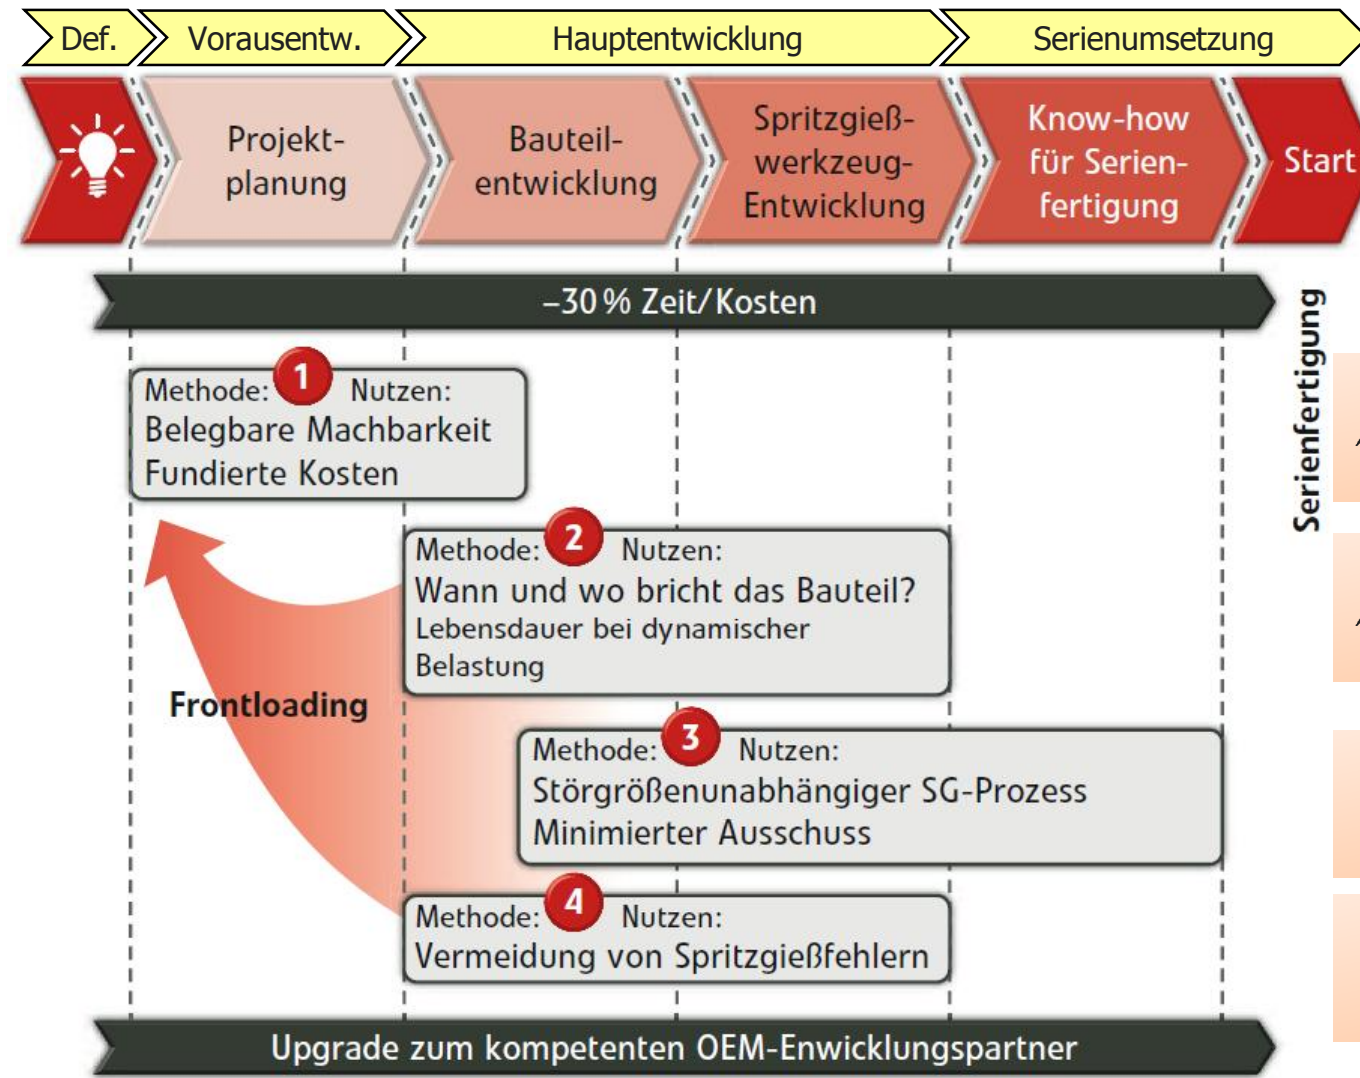 Def.
Vorausentw.
Hauptentwicklung
Serienumsetzung
Projekt-
planung
Bauteil-
entwicklung
Spritzgieß-
werkzeug-
Entwicklung
Know-how
für Serien-
fertigung
Start
–30 % Zeit/Kosten
Serienfertigung
Methode: 1 Nutzen:
Belegbare Machbarkeit
Fundierte Kosten
Methode: 2 Nutzen:
Wann und wo bricht das Bauteil?
Lebensdauer bei dynamischer
Belastung
Frontloading
Methode: 3 Nutzen:
Störgrößenunabhängiger SG-Prozess
Minimierter Ausschuss
Methode: 4 Nutzen:
Vermeidung von Spritzgießfehlern
Upgrade zum kompetenten OEM-Enwicklungspartner